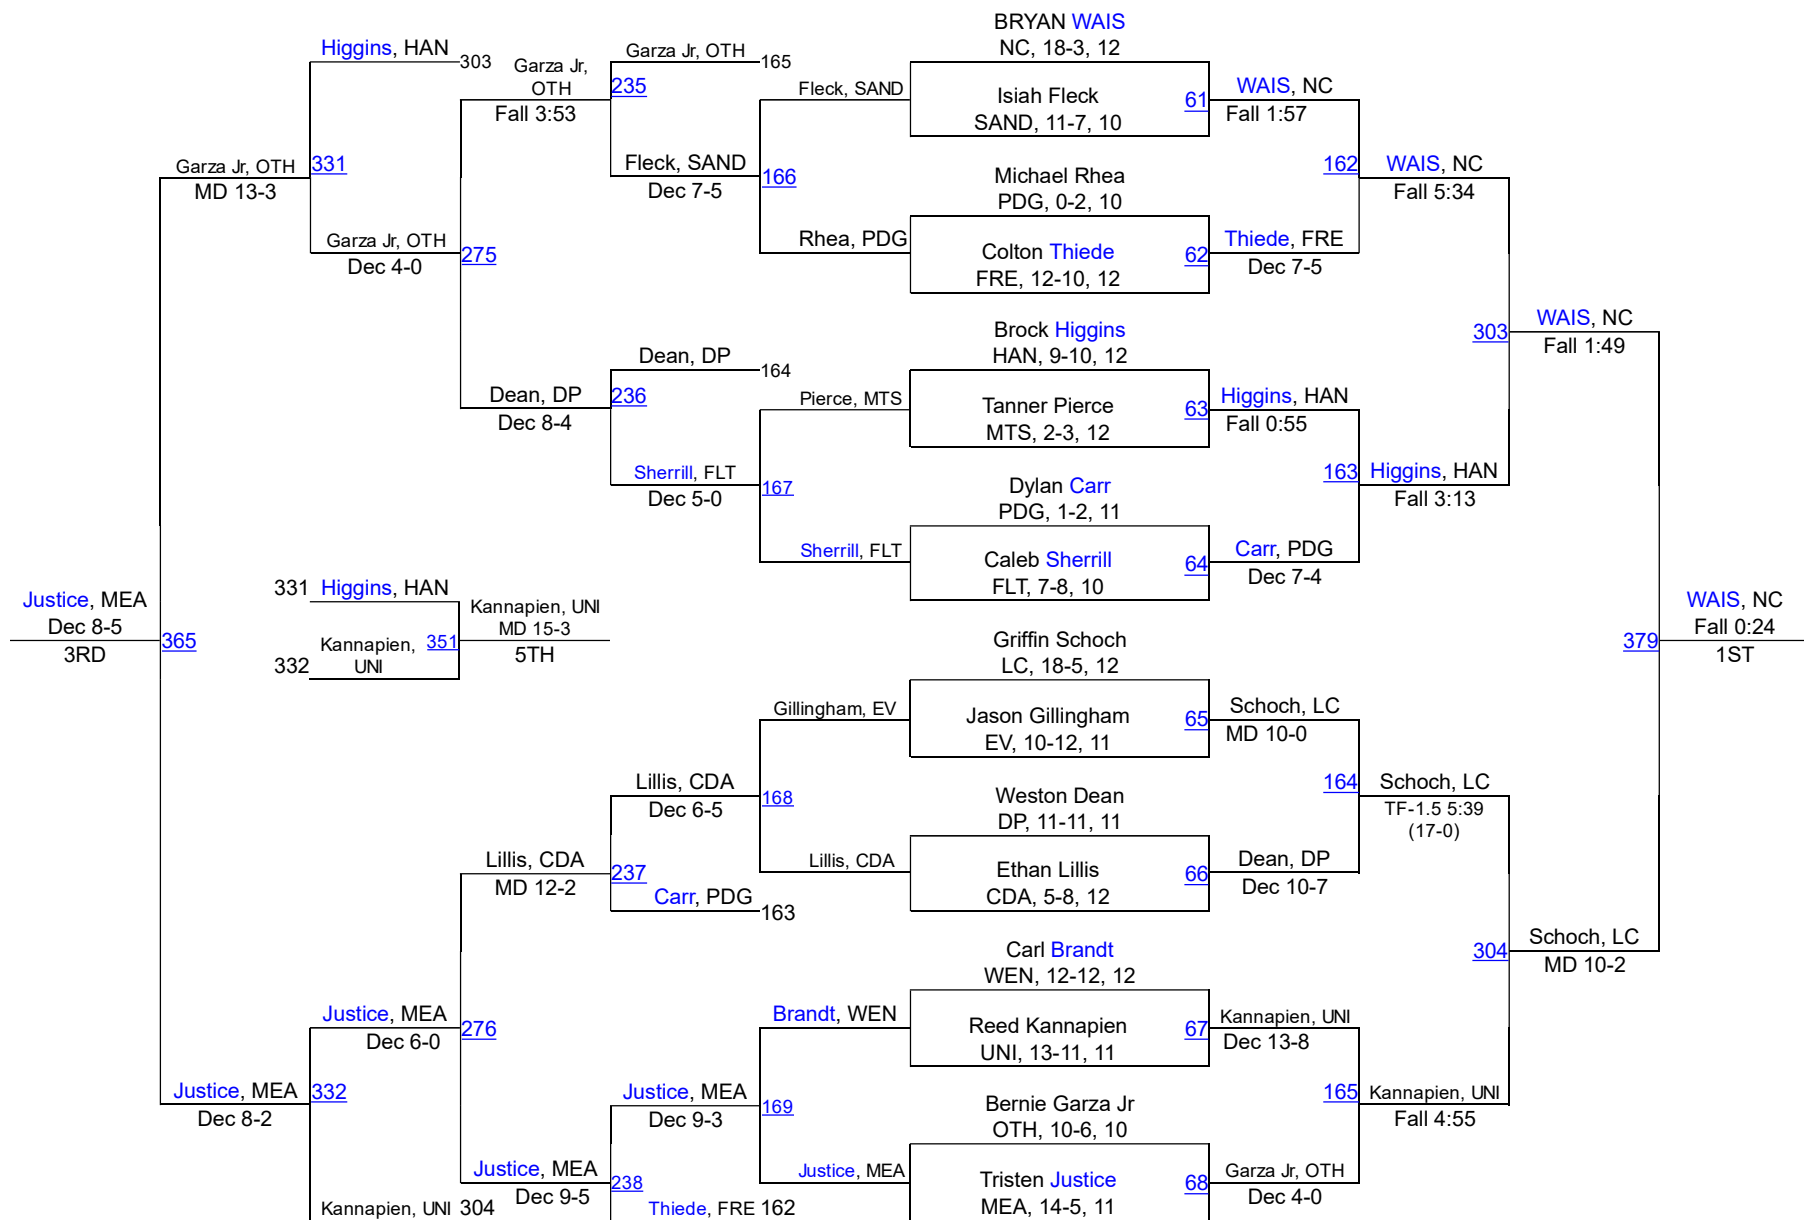 BRYAN WAIS
NC, 18-3, 12
Higgins, HAN
303
Garza Jr,
OTH
Fall 3:53
Garza Jr, OTH
165
235
Fleck, SAND
Isiah Fleck
SAND, 11-7, 10
61
WAIS, NC
Fall 1:57
Garza Jr, OTH
MD 13-3
331
Fleck, SAND
Dec 7-5
166
Michael Rhea
PDG, 0-2, 10
162
WAIS, NC
Fall 5:34
Garza Jr, OTH
Dec 4-0
275
Rhea, PDG
Colton Thiede
FRE, 12-10, 12
62
Thiede, FRE
Dec 7-5
Brock Higgins
HAN, 9-10, 12
303
WAIS, NC
Fall 1:49
Dean, DP
164
Dean, DP
Dec 8-4
236
Pierce, MTS
Tanner Pierce
MTS, 2-3, 12
63
Higgins, HAN
Fall 0:55
Sherrill, FLT
Dec 5-0
167
Dylan Carr
PDG, 1-2, 11
163
Higgins, HAN
Fall 3:13
Sherrill, FLT
Caleb Sherrill
FLT, 7-8, 10
64
Carr, PDG
Dec 7-4
Justice, MEA
Dec 8-5
3RD
365
331
Higgins, HAN
Kannapien,
UNI
332
351
Kannapien, UNI
MD 15-3
5TH
Griffin Schoch
LC, 18-5, 12
379
WAIS, NC
Fall 0:24
1ST
Gillingham, EV
Jason Gillingham
EV, 10-12, 11
65
Schoch, LC
MD 10-0
Lillis, CDA
Dec 6-5
168
Weston Dean
DP, 11-11, 11
164
Schoch, LC
TF-1.5 5:39
(17-0)
Lillis, CDA
MD 12-2
237
Lillis, CDA
Ethan Lillis
CDA, 5-8, 12
66
Dean, DP
Dec 10-7
Carr, PDG
163
Carl Brandt
WEN, 12-12, 12
304
Schoch, LC
MD 10-2
Justice, MEA
Dec 6-0
276
Brandt, WEN
Reed Kannapien
UNI, 13-11, 11
67
Kannapien, UNI
Dec 13-8
Justice, MEA
Dec 8-2
332
Justice, MEA
Dec 9-3
169
Bernie Garza Jr
OTH, 10-6, 10
165
Kannapien, UNI
Fall 4:55
Justice, MEA
Dec 9-5
238
Justice, MEA
Tristen Justice
MEA, 14-5, 11
68
Garza Jr, OTH
Dec 4-0
Kannapien, UNI 304
Thiede, FRE 162